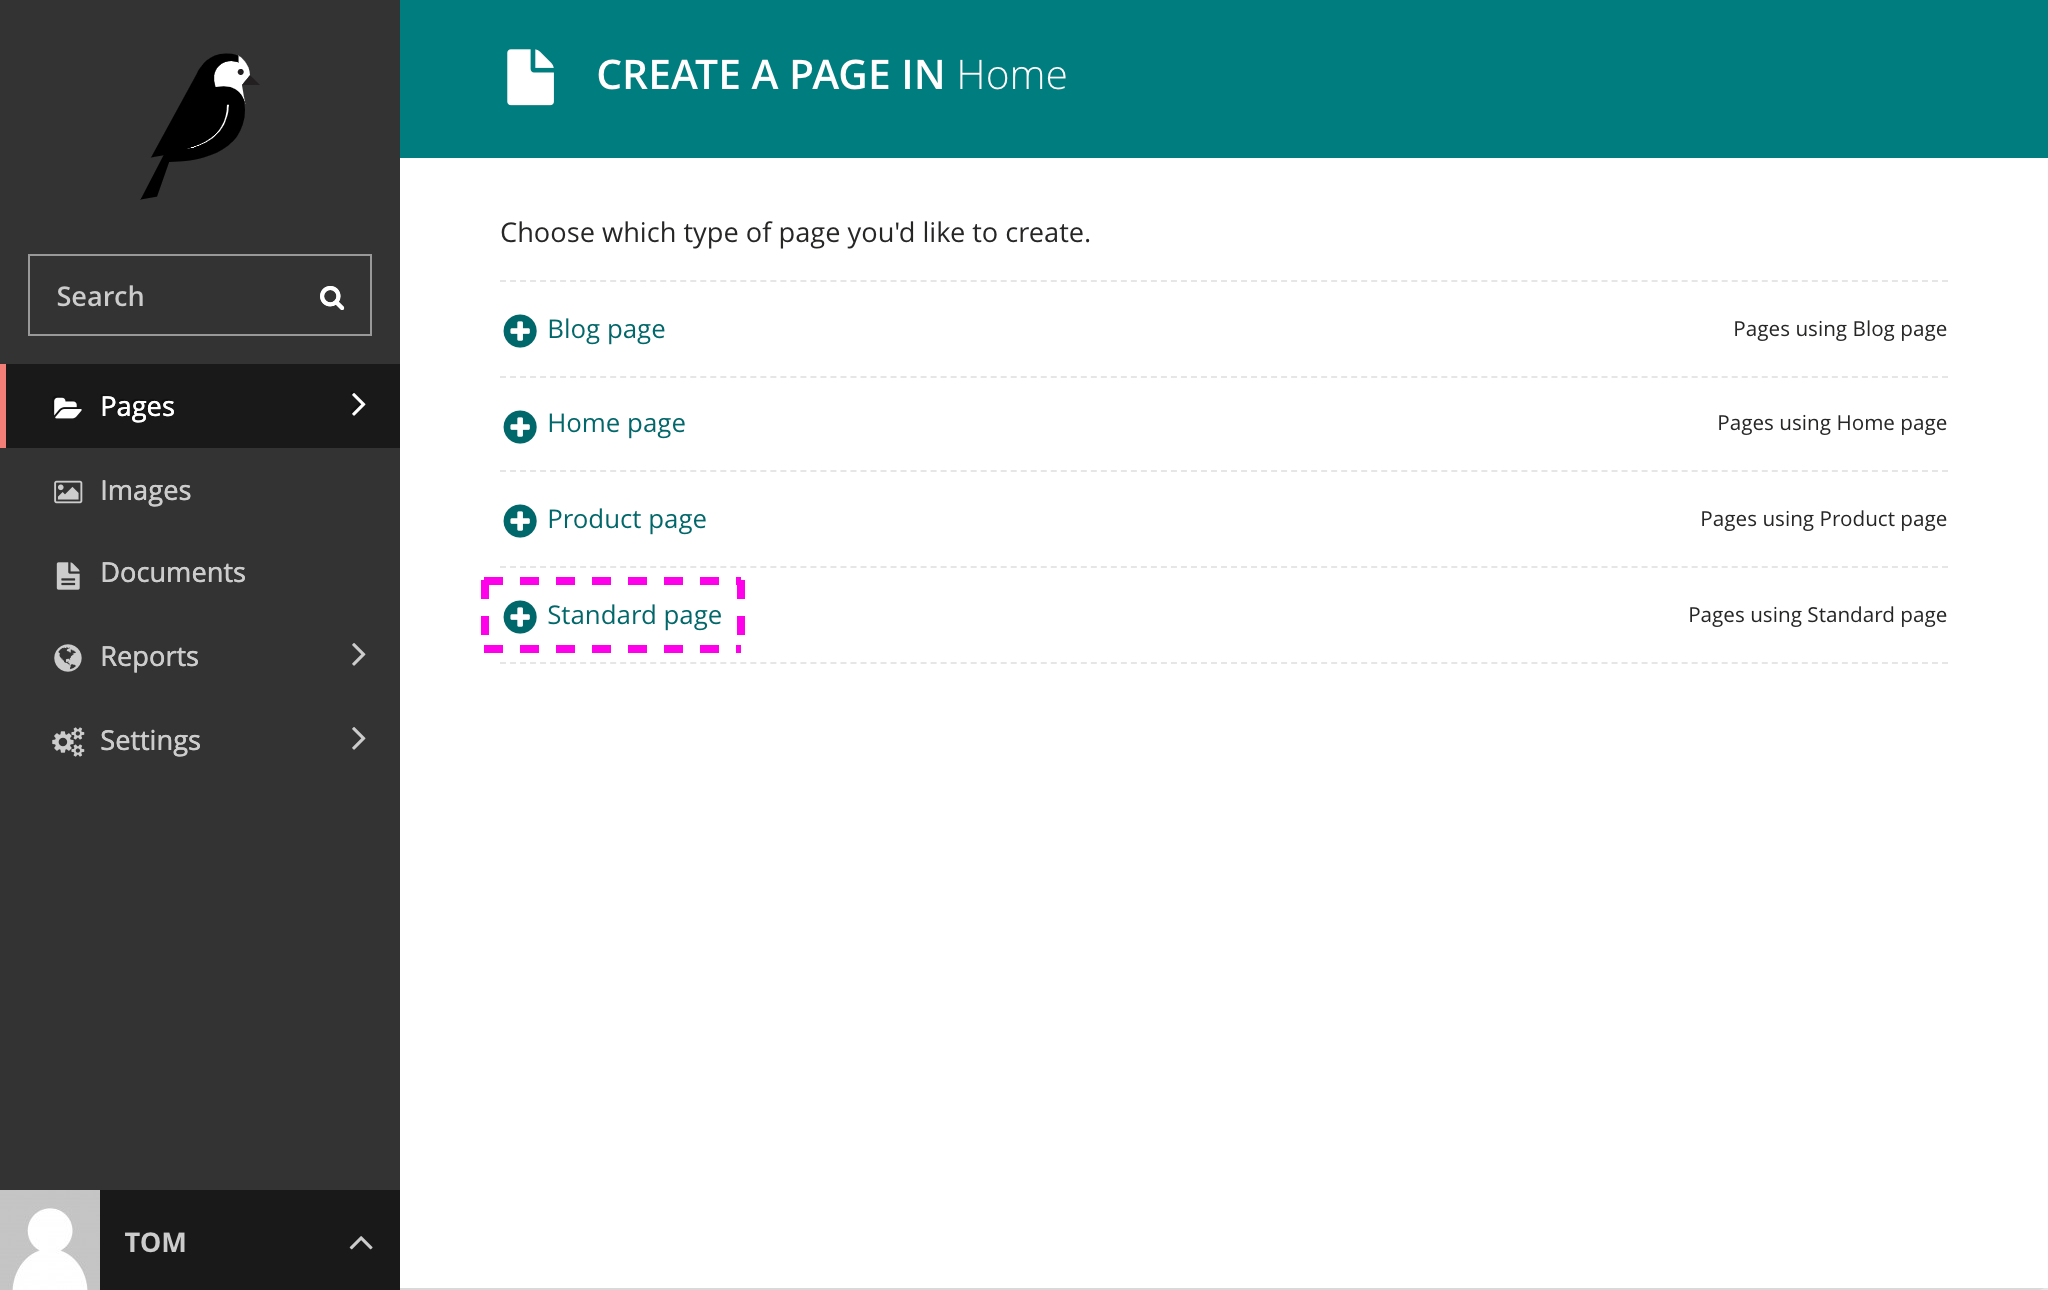 Search
Pages
Images
Documents
Reports
Settings
TOM
CREATE A PAGE IN Home
Choose which type of page you'd like to create.
Blog page Pages using Blog page
Home page Pages using Home page
Product page Pages using Product page
Standard page Pages using Standard page